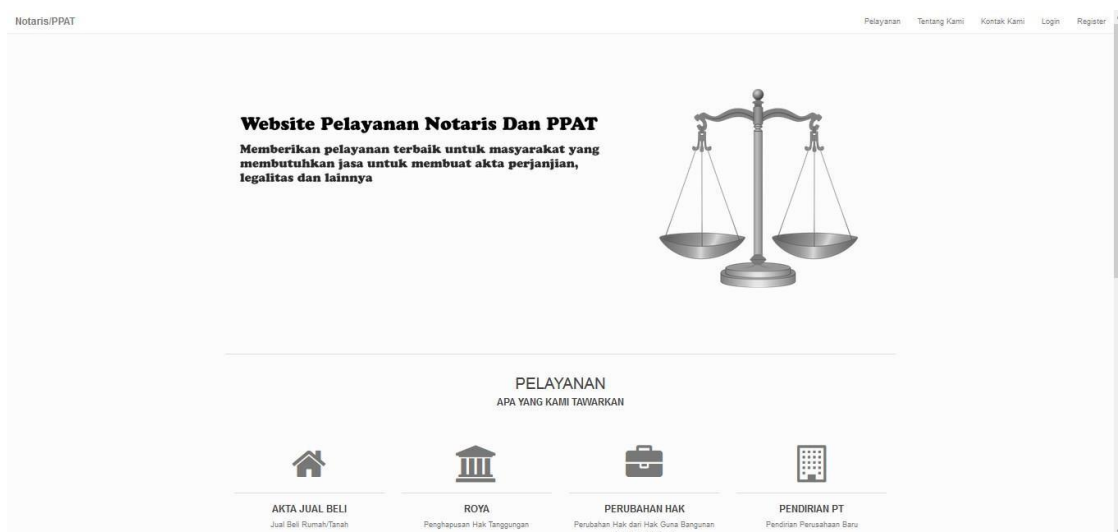 Notaris/PPAT
Pelayanan Tentang Kami Kontak Kami Login Register
Website Pelayanan Notaris Dan PPAT
Memberikan pelayanan terbaik untuk masyarakat yang
membutuhkan jasa untuk membuat akta perjanjian,
legalitas dan lainnya
PELAYANAN
APA YANG KAMI TAWARKAN
AKTA JUAL BELI
Jual Beli Rumah/Tanah
ROYA
Penghapusan Hak Tanggungan
PERUBAHAN HAK
Perubahan Hak dari Hak Guna Bangunan
PENDIRIAN PT
Pendirian Perusahaan Baru